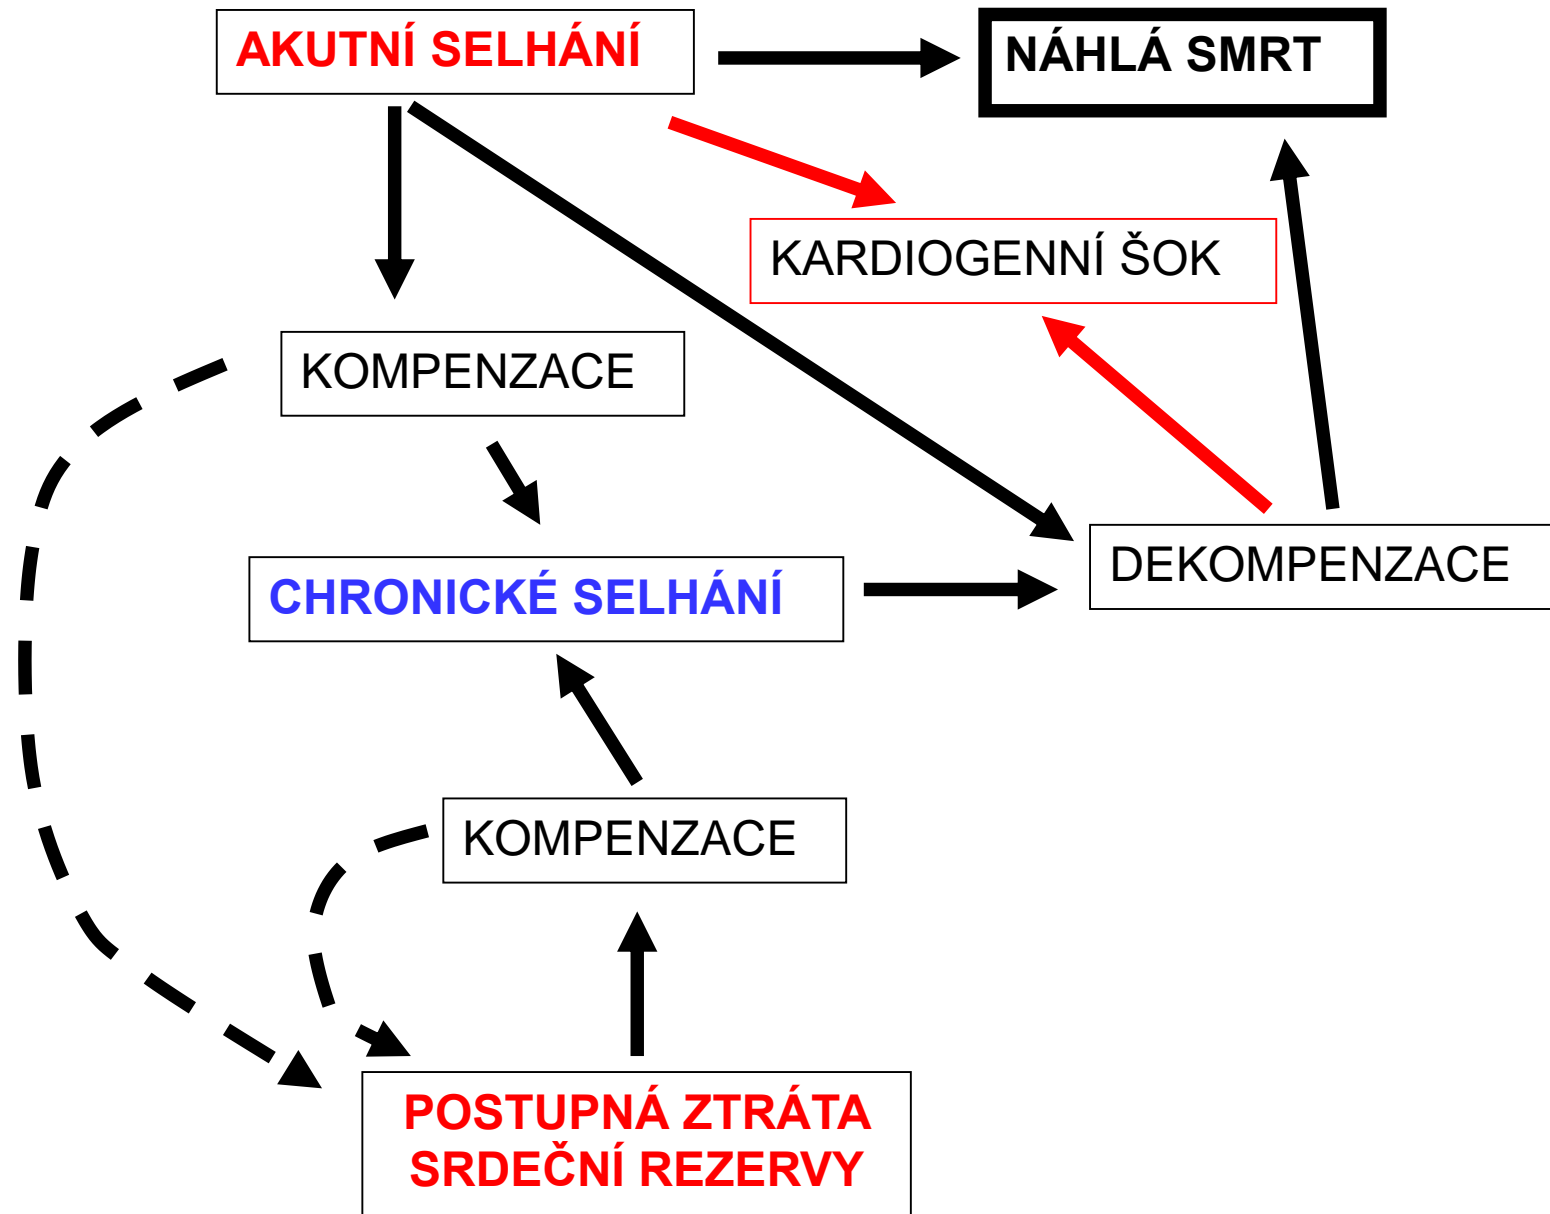 AKUTNÍ SELHÁNÍ
NÁHLÁ SMRT
KARDIOGENNÍ ŠOK
KOMPENZACE
DEKOMPENZACE
CHRONICKÉ SELHÁNÍ
KOMPENZACE
POSTUPNÁ ZTRÁTA
SRDEČNÍ REZERVY